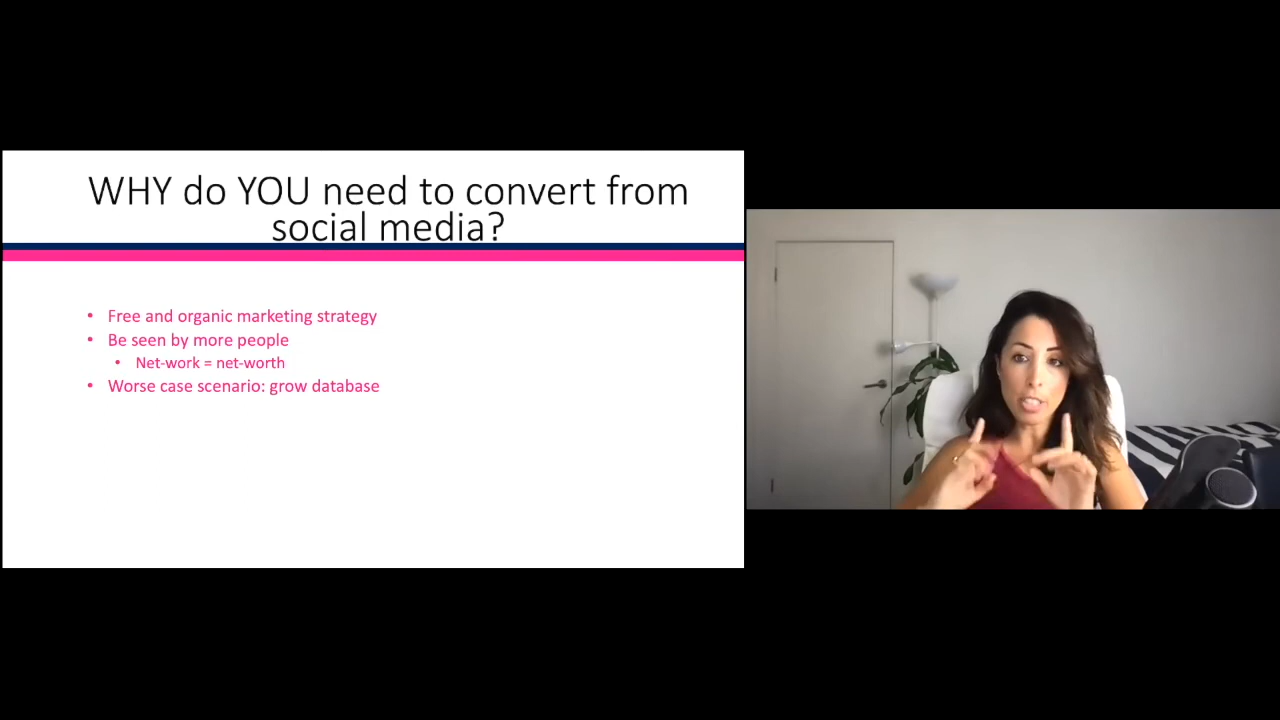 WHY do YOU need to convert from
social media?
• Free and organic marketing strategy
• Be seen by more people
• Net-work = net-worth
• Worse case scenario: grow database